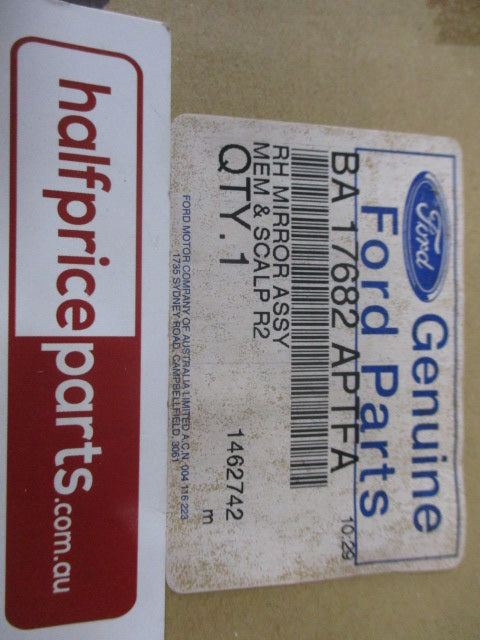 Ford
Genuine
Ford Parts
10:29
BA 17682 APTFA
RH MIRROR ASSY
MEM & SCALP R2
1462742
QTY. 1
m
FORD MOTOR COMPANY OF AUSTRALIA LIMITED A.C.N. 004 116 223
1735 SYDNEY ROAD, CAMPBELLFIELD, 3061
halfpriceparts.com.au